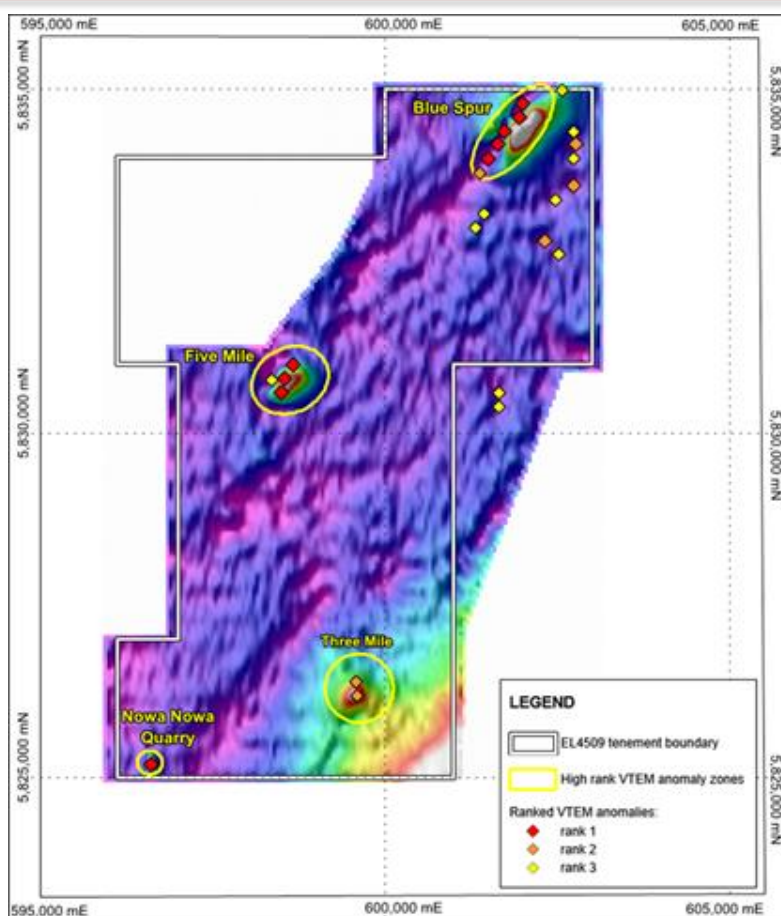 595,000 mE
600,000 mE
605,000 mE
5,835,000 mN
5,835,000 mN
Blue Spur
Five Mile
5,830,000 mN
5,830,000 mN
Three Mile
Nowa Nowa
Quarry
5,825,000 mN
5,825,000 mN
LEGEND
EL4509 tenement boundary
High rank VTEM anomaly zones
Ranked VTEM anomalies:
rank 1
rank 2
rank 3
595,000 mE
600,000 mE
605,000 mE